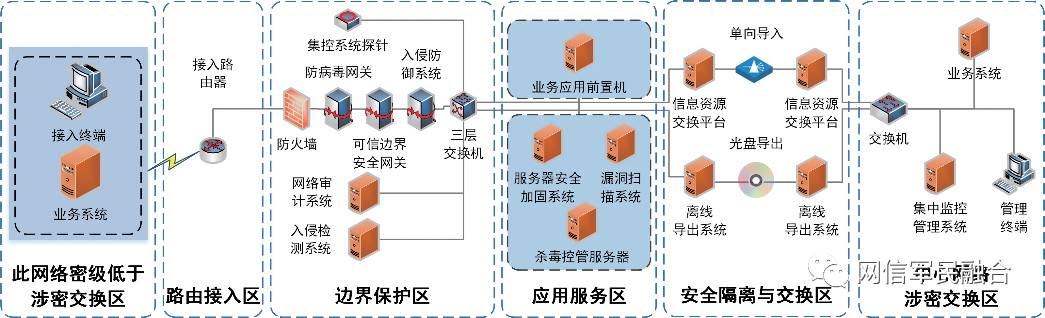 接入终端
业务系统
此网络密级低于
涉密交换区
接入路
由器
路由接入区
集控系统探针
防病毒网关
入侵防
御系统
防火墙
可信边界
安全网关
三层
交换机
网络审
计系统
入侵检
测系统
边界保护区
业务应用前置机
服务器安全
加固系统
漏洞扫
描系统
杀毒控管服务器
应用服务区
单向导入
信息资源
交换平台
信息资源
交换平台
光盘导出
离线
导出系统
离线
导出系统
安全隔离与交换区
业务系统
交换机
集中监控
管理系统
管理
终端
网信军民融合
涉密交换区